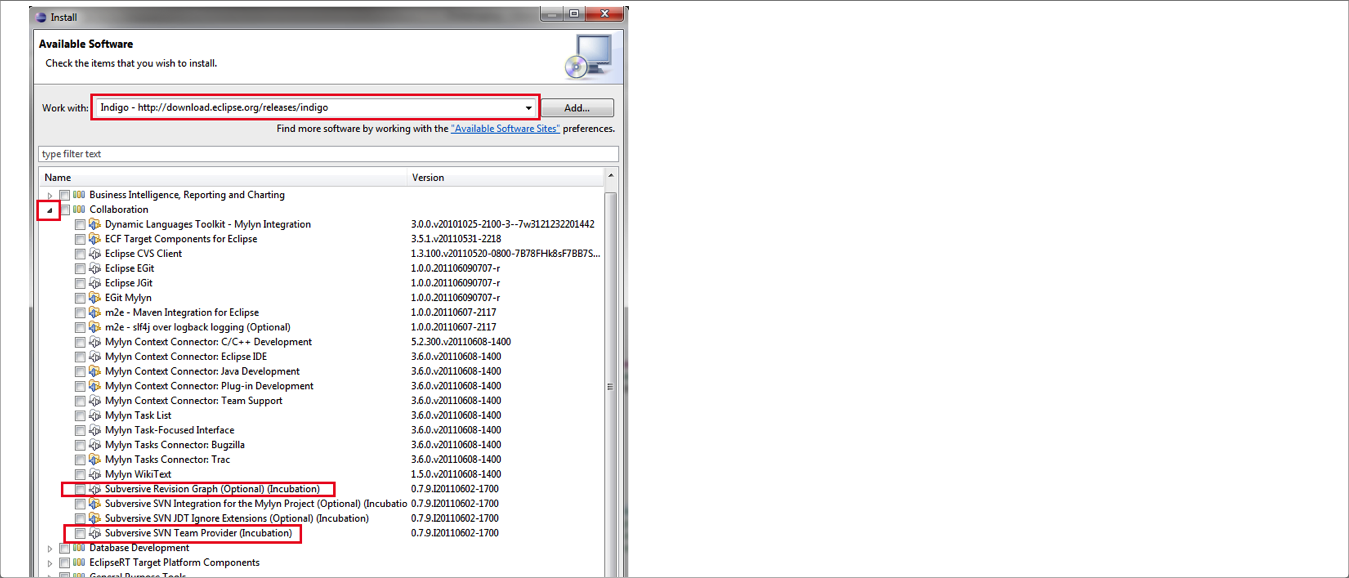 Install
Available Software
Check the items that you wish to install.
Work with: Indigo - http://download.eclipse.org/releases/indigo Add...
Find more software by working with the "Available Software Sites" preferences.
type filter text
Name Version
Business Intelligence, Reporting and Charting
Collaboration
Dynamic Languages Toolkit - Mylyn Integration 3.0.0.v20101025-2100-3--7w3121232201442
ECF Target Components for Eclipse 3.5.1.v20110531-2218
Eclipse CVS Client 1.3.100.v20110520-0800-7B78FHk8sF7BB7S...
Eclipse EGit 1.0.0.201106090707-r
Eclipse JGit 1.0.0.201106090707-r
EGit Mylyn 1.0.0.201106090707-r
m2e - Maven Integration for Eclipse 1.0.0.20110607-2117
m2e - slf4j over logback logging (Optional) 1.0.0.20110607-2117
Mylyn Context Connector: C/C++ Development 5.2.300.v20110608-1400
Mylyn Context Connector: Eclipse IDE 3.6.0.v20110608-1400
Mylyn Context Connector: Java Development 3.6.0.v20110608-1400
Mylyn Context Connector: Plug-in Development 3.6.0.v20110608-1400
Mylyn Context Connector: Team Support 3.6.0.v20110608-1400
Mylyn Task List 3.6.0.v20110608-1400
Mylyn Task-Focused Interface 3.6.0.v20110608-1400
Mylyn Tasks Connector: Bugzilla 3.6.0.v20110608-1400
Mylyn Tasks Connector: Trac 3.6.0.v20110608-1400
Mylyn WikiText 1.5.0.v20110608-1400
Subversive Revision Graph (Optional) (Incubation) 0.7.9.I20110602-1700
Subversive SVN Integration for the Mylyn Project (Optional) (Incubatio 0.7.9.I20110602-1700
Subversive SVN JDT Ignore Extensions (Optional) (Incubation) 0.7.9.I20110602-1700
Subversive SVN Team Provider (Incubation) 0.7.9.I20110602-1700
Database Development
EclipseRT Target Platform Components
General Purpose Tools